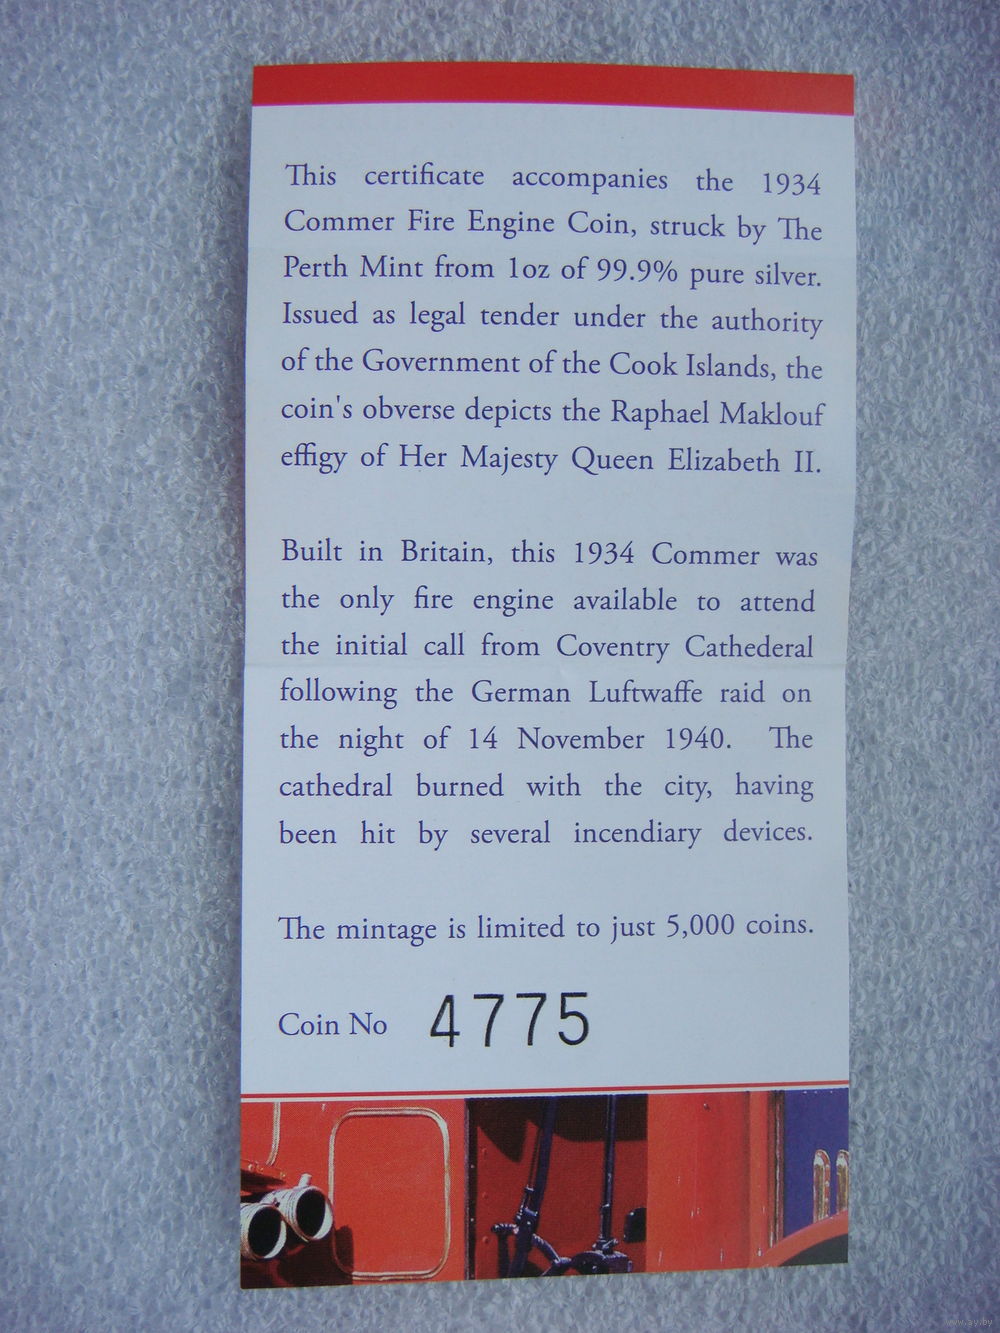 This certificate accompanies the 1934
Commer Fire Engine Coin, struck by The
Perth Mint from 1oz of 99.9% pure silver.
Issued as legal tender under the authority
of the Government of the Cook Islands, the
coin's obverse depicts the Raphael Maklouf
effigy of Her Majesty Queen Elizabeth II.
Built in Britain, this 1934 Commer was
the only fire engine available to attend
the initial call from Coventry Cathederal
following the German Luftwaffe raid on
the night of 14 November 1940. The
cathedral burned with the city, having
been hit by several incendiary devices.
The mintage is limited to just 5,000 coins.
Coin No 4775
www.ay.by